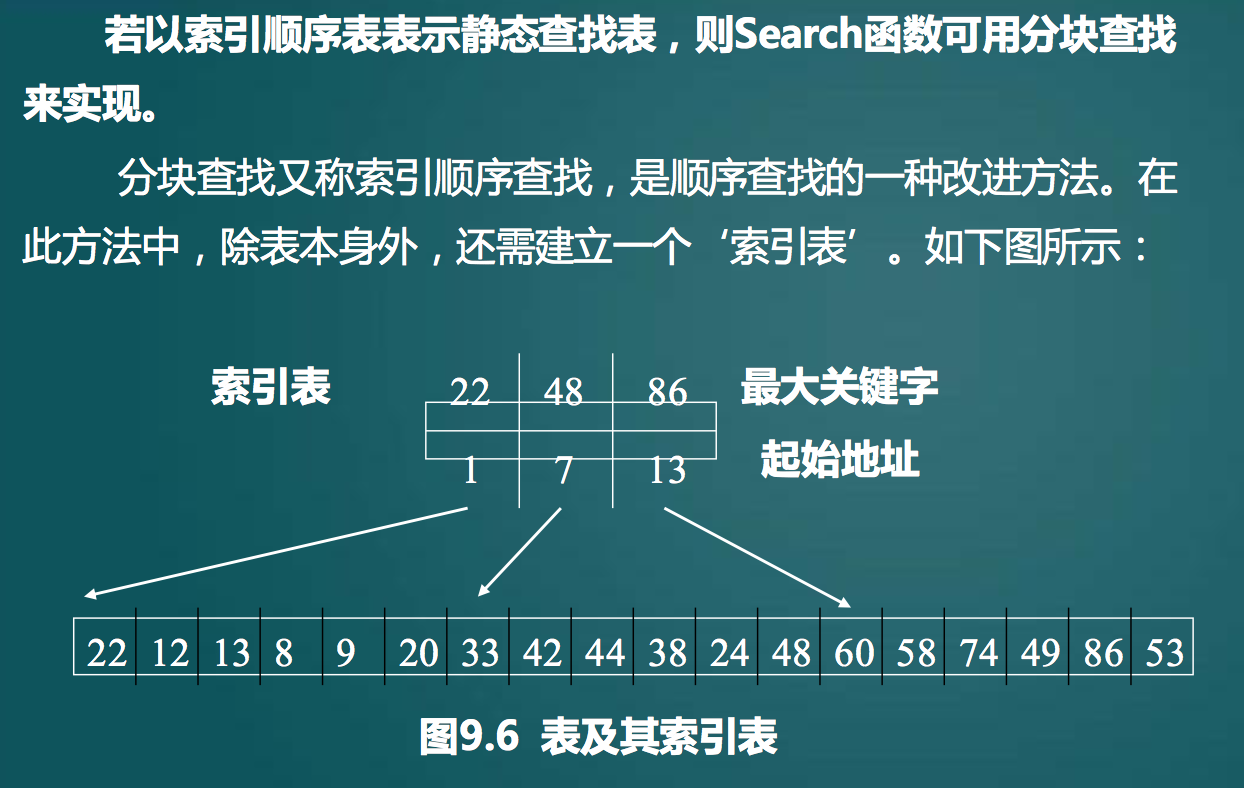 若以索引顺序表表示静态查找表，则Search函数可用分块查找
来实现。
分块查找又称索引顺序查找，是顺序查找的一种改进方法。在
此方法中，除表本身外，还需建立一个‘索引表’。如下图所示：
索引表 22 48 86 最大关键字
1 7 13 起始地址
22 12 13 8 9 20 33 42 44 38 24 48 60 58 74 49 86 53
图9.6 表及其索引表